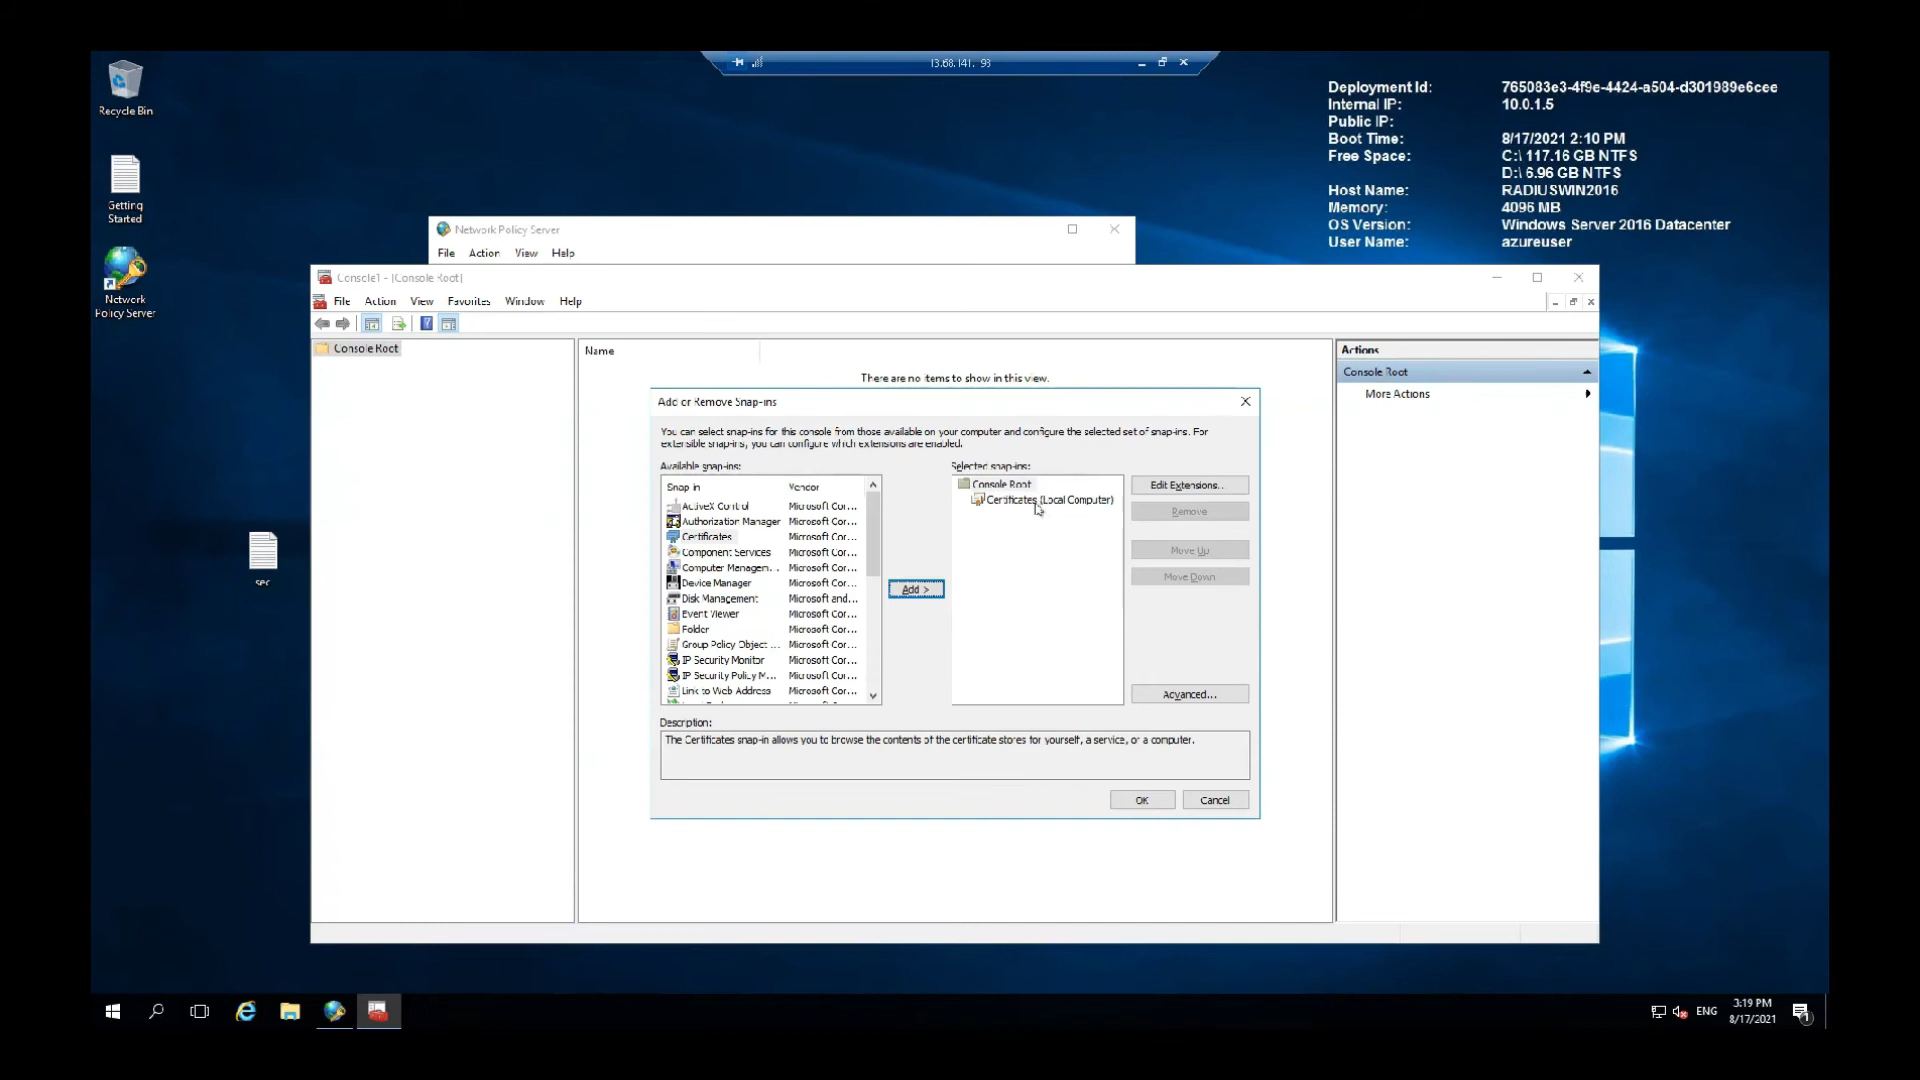 13.68.141. 93
Recycle Bin
Getting
Started
Network
Policy Server
sec
Deployment Id: 765083e3-4f9e-4424-a504-d301989e6cee
Internal IP: 10.0.1.5
Public IP:
Boot Time: 8/17/2021 2:10 PM
Free Space: C:\ 117.16 GB NTFS
D:\ 6.96 GB NTFS
Host Name: RADIUSWIN2016
Memory: 4096 MB
OS Version: Windows Server 2016 Datacenter
User Name: azureuser
Network Policy Server
File Action View Help
Console1 - [Console Root]
File Action View Favorites Window Help
Console Root
Name
There are no items to show in this view.
Actions
Console Root
More Actions
Add or Remove Snap-ins
You can select snap-ins for this console from those available on your computer and configure the selected set of snap-ins. For
extensible snap-ins, you can configure which extensions are enabled.
Available snap-ins:
Snap-in Vendor
ActiveX Control Microsoft Cor...
Authorization Manager Microsoft Cor...
Certificates Microsoft Cor...
Component Services Microsoft Cor...
Computer Managem... Microsoft Cor...
Device Manager Microsoft Cor...
Disk Management Microsoft and...
Event Viewer Microsoft Cor...
Folder Microsoft Cor...
Group Policy Object ... Microsoft Cor...
IP Security Monitor Microsoft Cor...
IP Security Policy M... Microsoft Cor...
Link to Web Address Microsoft Cor...
Add >
Selected snap-ins:
Console Root
Certificates (Local Computer)
Edit Extensions...
Remove
Move Up
Move Down
Advanced...
Description:
The Certificates snap-in allows you to browse the contents of the certificate stores for yourself, a service, or a computer.
OK Cancel
ENG
3:19 PM
8/17/2021
1